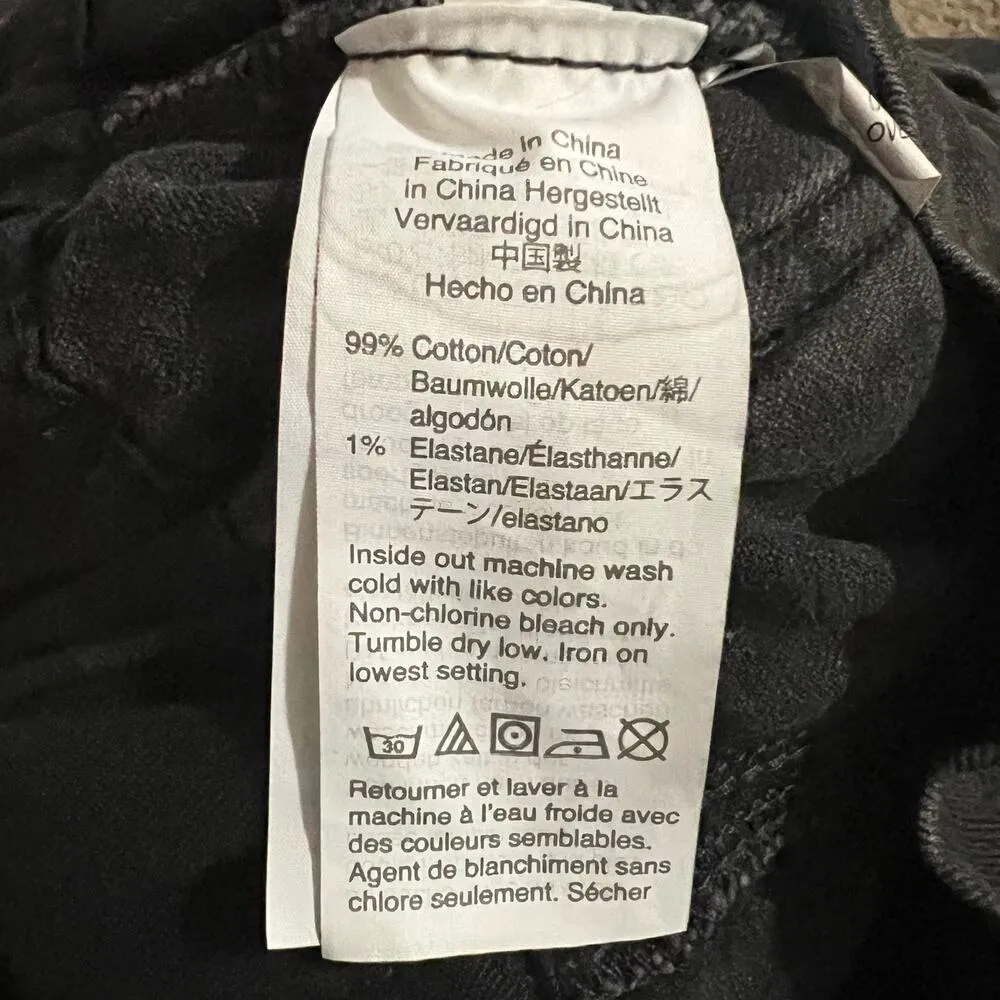 de in China
Fabriqué en Chine
in China Hergestellt
Vervaardigd in China
中国製
Hecho en China
99% Cotton/Coton/
Baumwolle/Katoen/綿/
algodón
1% Elastane/Élasthanne/
Elastan/Elastaan/エラス
テーン/elastano
Inside out machine wash
cold with like colors.
Non-chlorine bleach only.
Tumble dry low. Iron on
lowest setting.
30
Retourner et laver à la
machine à l'eau froide avec
des couleurs semblables.
Agent de blanchiment sans
chlore seulement. Sécher